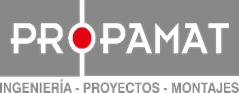 PROPAMAT
INGENIERÍA - PROYECTOS - MONTAJES